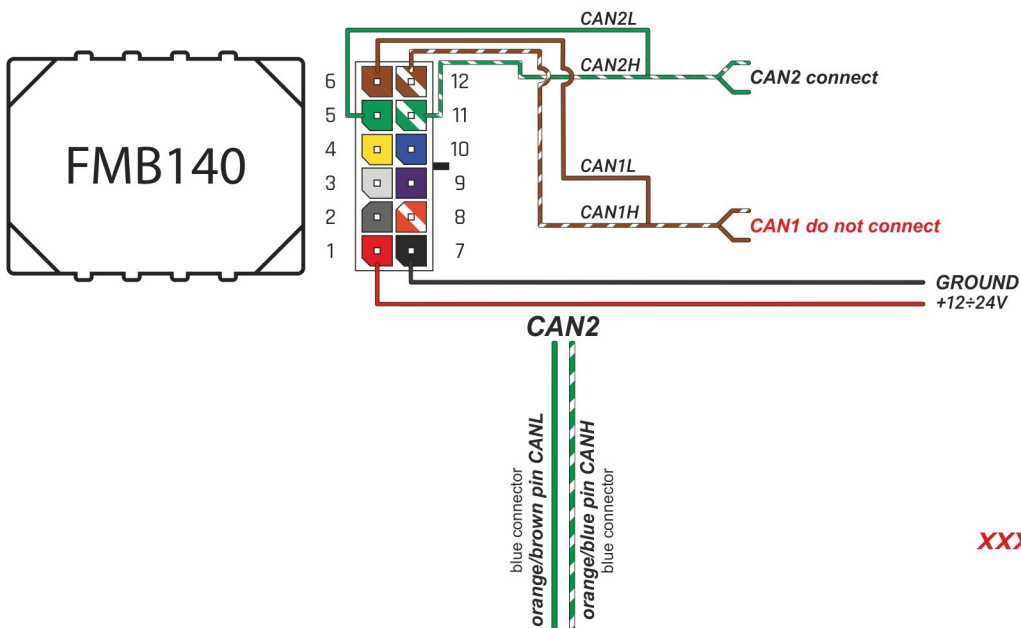 CAN2L
CAN2H
CAN2 connect
FMB140
6 12
5 11
4 10
3 9
2 8
1 7
CAN1L
CAN1H
CAN1 do not connect
GROUND
+12÷24V
CAN2
blue connector
orange/brown pin CANL
orange/blue pin CANH
blue connector
XXX